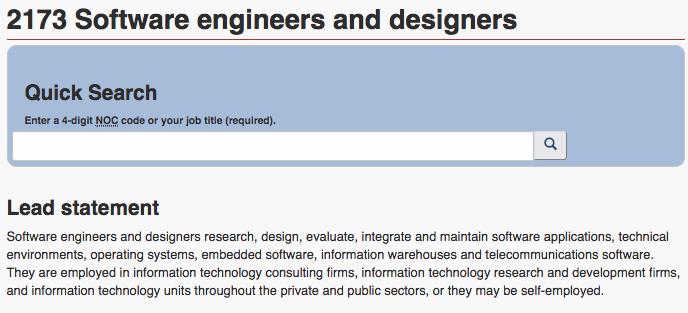 2173 Software engineers and designers
Quick Search
Enter a 4-digit NOC code or your job title (required).
Lead statement
Software engineers and designers research, design, evaluate, integrate and maintain software applications, technical
environments, operating systems, embedded software, information warehouses and telecommunications software.
They are employed in information technology consulting firms, information technology research and development firms,
and information technology units throughout the private and public sectors, or they may be self-employed.